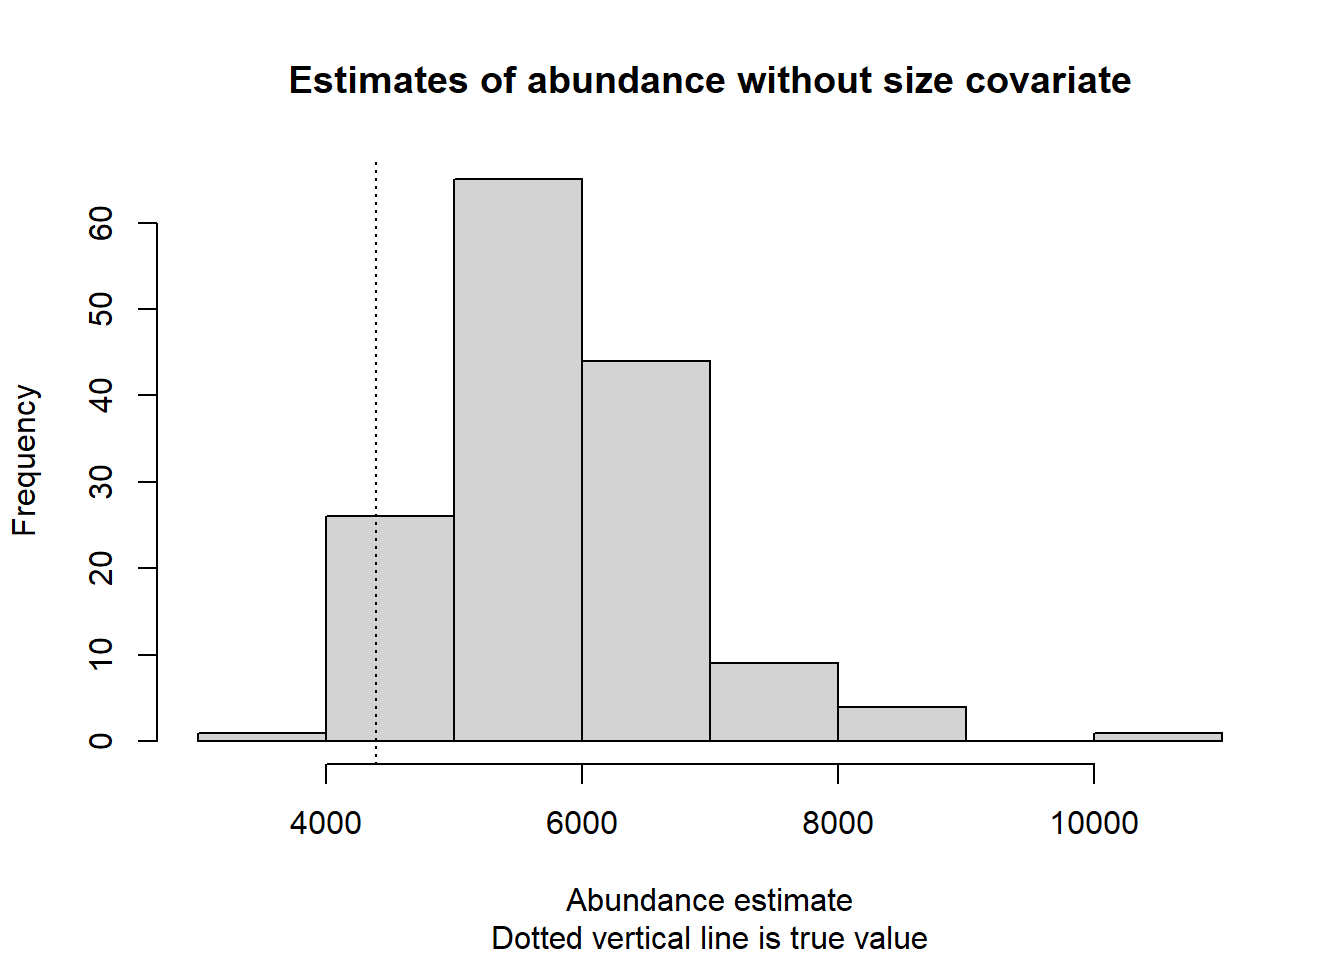 Estimates of abundance without size covariate
Frequency
60
50
40
30
20
10
0
4000 6000 8000 10000
Abundance estimate
Dotted vertical line is true value